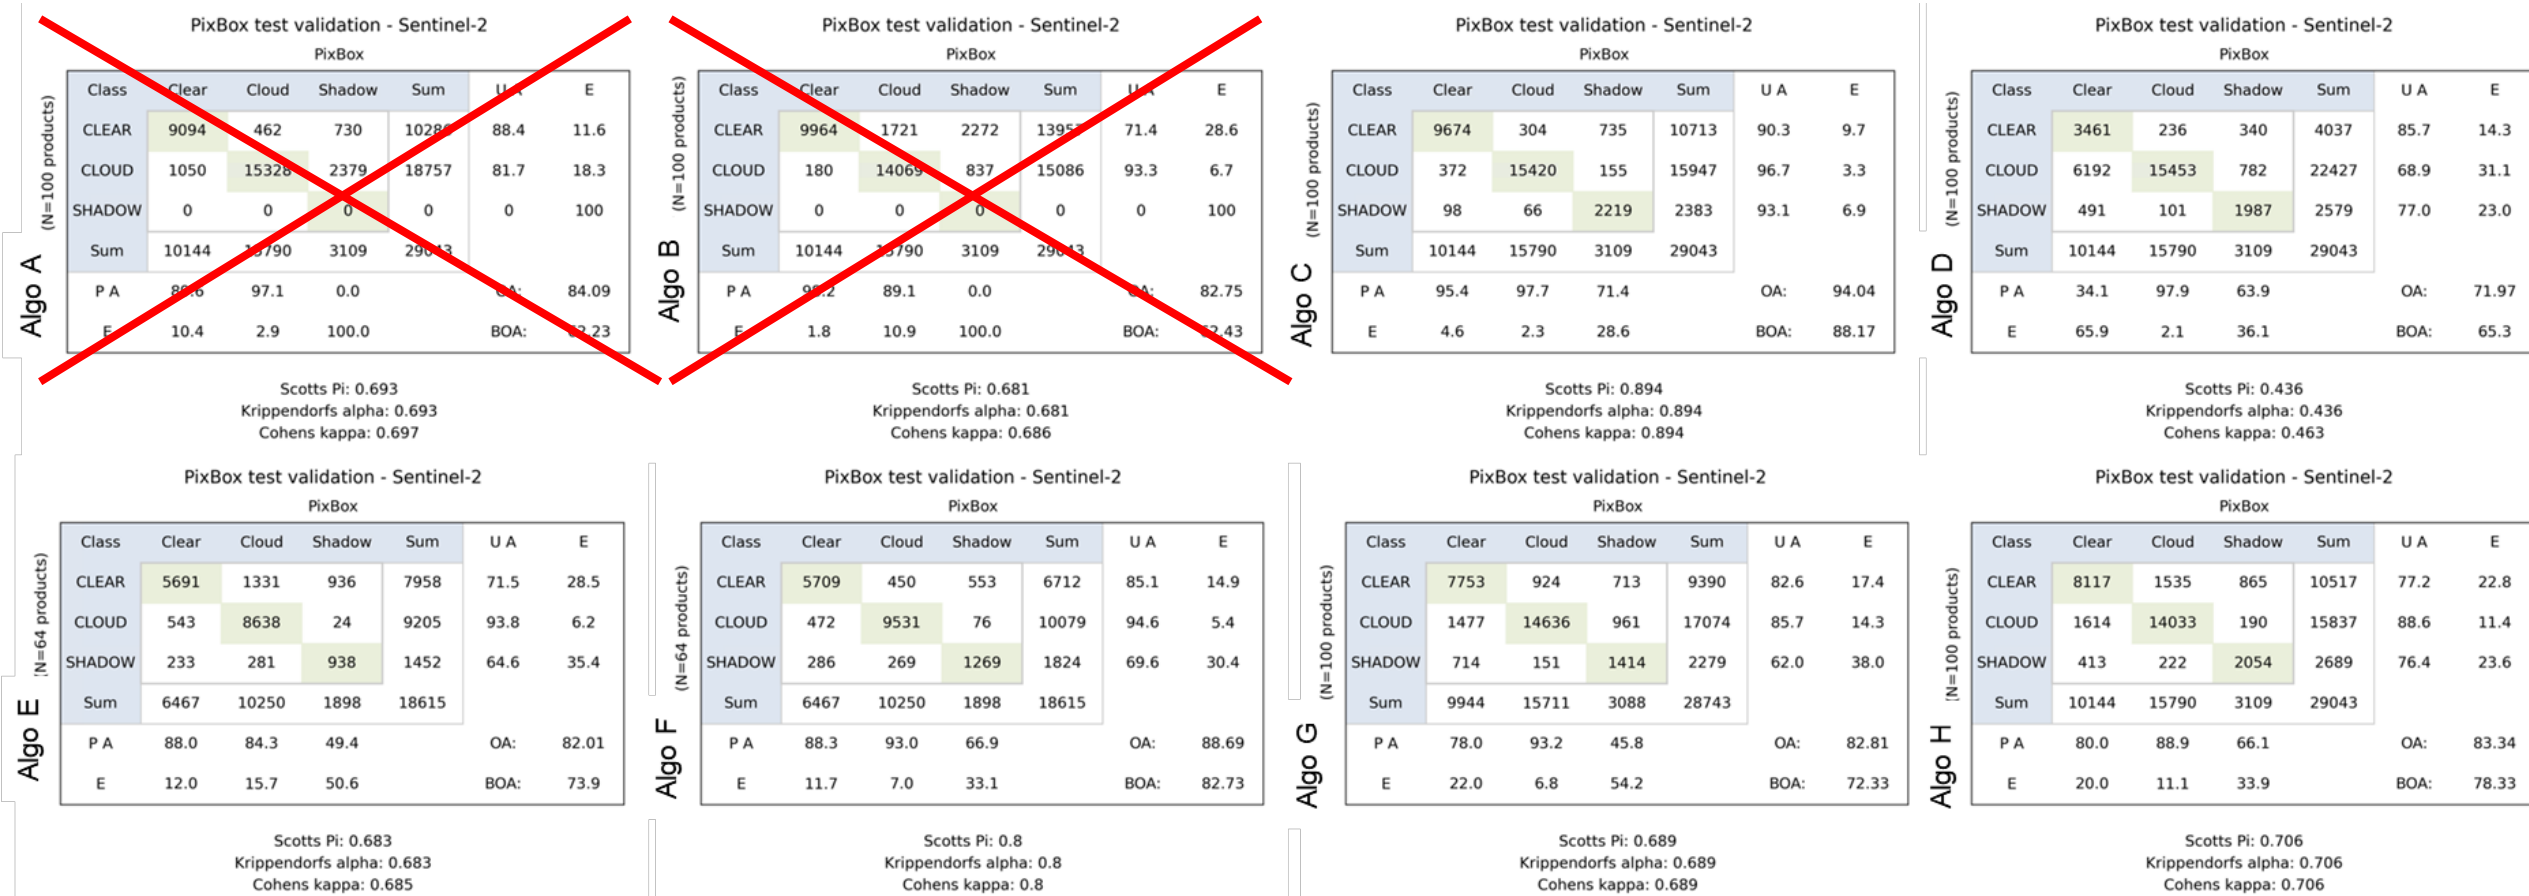 PixBox test validation - Sentinel-2
PixBox
Algo A
(N=100 products)
Class Clear Cloud Shadow Sum U A E
CLEAR 9094 462 730 10286 88.4 11.6
CLOUD 1050 15328 2379 18757 81.7 18.3
SHADOW 0 0 0 0 0 100
Sum 10144 15790 3109 29043
P A 89.6 97.1 0.0 OA: 84.09
E 10.4 2.9 100.0 BOA: 62.23
Scotts Pi: 0.693
Krippendorfs alpha: 0.693
Cohens kappa: 0.697
PixBox test validation - Sentinel-2
PixBox
Algo B
(N=100 products)
Class Clear Cloud Shadow Sum U A E
CLEAR 9964 1721 2272 13957 71.4 28.6
CLOUD 180 14069 837 15086 93.3 6.7
SHADOW 0 0 0 0 0 100
Sum 10144 15790 3109 29043
P A 98.2 89.1 0.0 OA: 82.75
E 1.8 10.9 100.0 BOA: 62.43
Scotts Pi: 0.681
Krippendorfs alpha: 0.681
Cohens kappa: 0.686
PixBox test validation - Sentinel-2
PixBox
Algo C
(N=100 products)
Class Clear Cloud Shadow Sum U A E
CLEAR 9674 304 735 10713 90.3 9.7
CLOUD 372 15420 155 15947 96.7 3.3
SHADOW 98 66 2219 2383 93.1 6.9
Sum 10144 15790 3109 29043
P A 95.4 97.7 71.4 OA: 94.04
E 4.6 2.3 28.6 BOA: 88.17
Scotts Pi: 0.894
Krippendorfs alpha: 0.894
Cohens kappa: 0.894
PixBox test validation - Sentinel-2
PixBox
Algo D
(N=100 products)
Class Clear Cloud Shadow Sum U A E
CLEAR 3461 236 340 4037 85.7 14.3
CLOUD 6192 15453 782 22427 68.9 31.1
SHADOW 491 101 1987 2579 77.0 23.0
Sum 10144 15790 3109 29043
P A 34.1 97.9 63.9 OA: 71.97
E 65.9 2.1 36.1 BOA: 65.3
Scotts Pi: 0.436
Krippendorfs alpha: 0.436
Cohens kappa: 0.463
PixBox test validation - Sentinel-2
PixBox
Algo E
(N=64 products)
Class Clear Cloud Shadow Sum U A E
CLEAR 5691 1331 936 7958 71.5 28.5
CLOUD 543 8638 24 9205 93.8 6.2
SHADOW 233 281 938 1452 64.6 35.4
Sum 6467 10250 1898 18615
P A 88.0 84.3 49.4 OA: 82.01
E 12.0 15.7 50.6 BOA: 73.9
Scotts Pi: 0.683
Krippendorfs alpha: 0.683
Cohens kappa: 0.685
PixBox test validation - Sentinel-2
PixBox
Algo F
(N=64 products)
Class Clear Cloud Shadow Sum U A E
CLEAR 5709 450 553 6712 85.1 14.9
CLOUD 472 9531 76 10079 94.6 5.4
SHADOW 286 269 1269 1824 69.6 30.4
Sum 6467 10250 1898 18615
P A 88.3 93.0 66.9 OA: 88.69
E 11.7 7.0 33.1 BOA: 82.73
Scotts Pi: 0.8
Krippendorfs alpha: 0.8
Cohens kappa: 0.8
PixBox test validation - Sentinel-2
PixBox
Algo G
(N=100 products)
Class Clear Cloud Shadow Sum U A E
CLEAR 7753 924 713 9390 82.6 17.4
CLOUD 1477 14636 961 17074 85.7 14.3
SHADOW 714 151 1414 2279 62.0 38.0
Sum 9944 15711 3088 28743
P A 78.0 93.2 45.8 OA: 82.81
E 22.0 6.8 54.2 BOA: 72.33
Scotts Pi: 0.689
Krippendorfs alpha: 0.689
Cohens kappa: 0.689
PixBox test validation - Sentinel-2
PixBox
Algo H
(N=100 products)
Class Clear Cloud Shadow Sum U A E
CLEAR 8117 1535 865 10517 77.2 22.8
CLOUD 1614 14033 190 15837 88.6 11.4
SHADOW 413 222 2054 2689 76.4 23.6
Sum 10144 15790 3109 29043
P A 80.0 88.9 66.1 OA: 83.34
E 20.0 11.1 33.9 BOA: 78.33
Scotts Pi: 0.706
Krippendorfs alpha: 0.706
Cohens kappa: 0.706